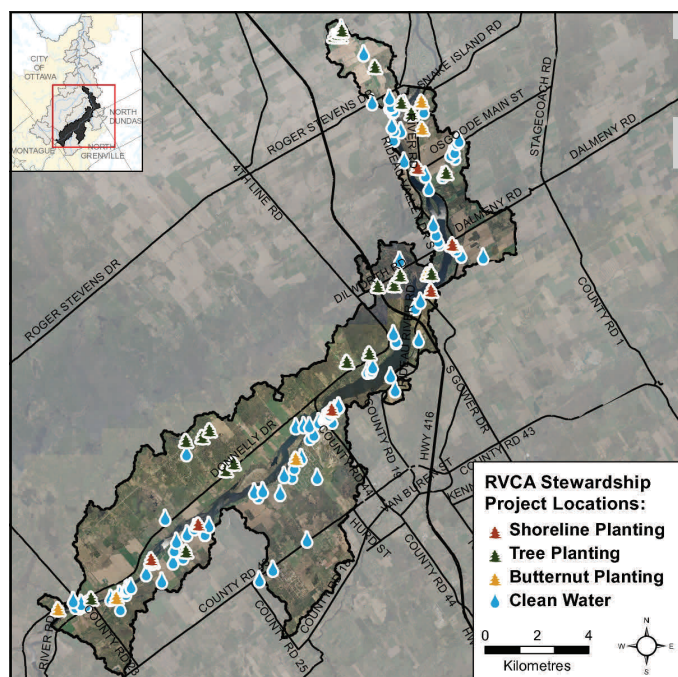 CITY OF
OTTAWA
NORTH
DUNDAS
MONTAGUE
NORTH
GRENVILLE
SNAKE ISLAND RD
ROGER STEVENS DR
OSGOODE MAIN ST
STAGECOACH RD
DALMENY RD
4TH LINE RD
DALMENY RD
DILWORTH RD
ROGER STEVENS DR
COUNTY RD 1
S GOWER DR
DONNELLY DR
COUNTY RD 19
HWY 416
COUNTY RD 43
COUNTY RD 44
VAN BUREN ST
HURD ST
COUNTY RD
COUNTY RD 44
COUNTY RD 25
COUNTY RD 23
RIVER RD
RVCA Stewardship
Project Locations:
Shoreline Planting
Tree Planting
Butternut Planting
Clean Water
0 2 4
Kilometres
N
W E
S